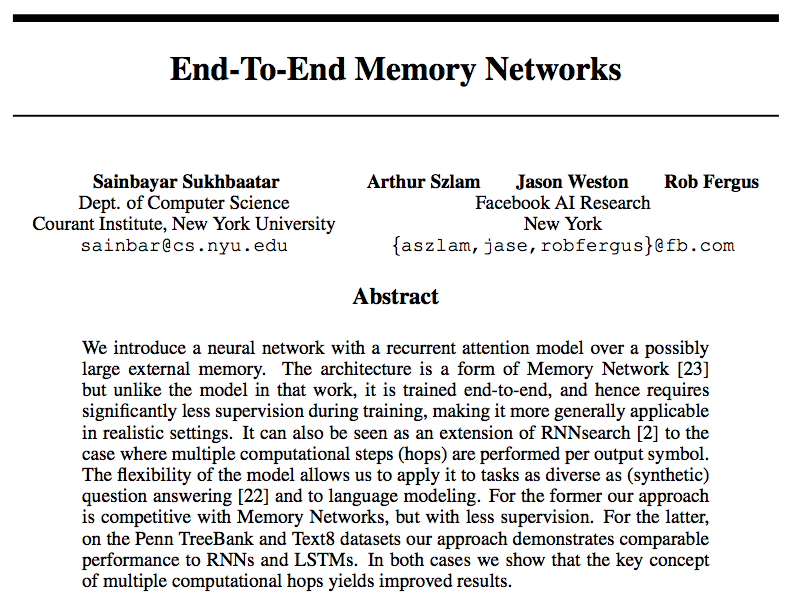 End-To-End Memory Networks
Sainbayar Sukhbaatar
Dept. of Computer Science
Courant Institute, New York University
sainbar@cs.nyu.edu
Arthur Szlam Jason Weston Rob Fergus
Facebook AI Research
New York
{aszlam,jase,robfergus}@fb.com
Abstract
We introduce a neural network with a recurrent attention model over a possibly
large external memory. The architecture is a form of Memory Network [23]
but unlike the model in that work, it is trained end-to-end, and hence requires
significantly less supervision during training, making it more generally applicable
in realistic settings. It can also be seen as an extension of RNNsearch [2] to the
case where multiple computational steps (hops) are performed per output symbol.
The flexibility of the model allows us to apply it to tasks as diverse as (synthetic)
question answering [22] and to language modeling. For the former our approach
is competitive with Memory Networks, but with less supervision. For the latter,
on the Penn TreeBank and Text8 datasets our approach demonstrates comparable
performance to RNNs and LSTMs. In both cases we show that the key concept
of multiple computational hops yields improved results.